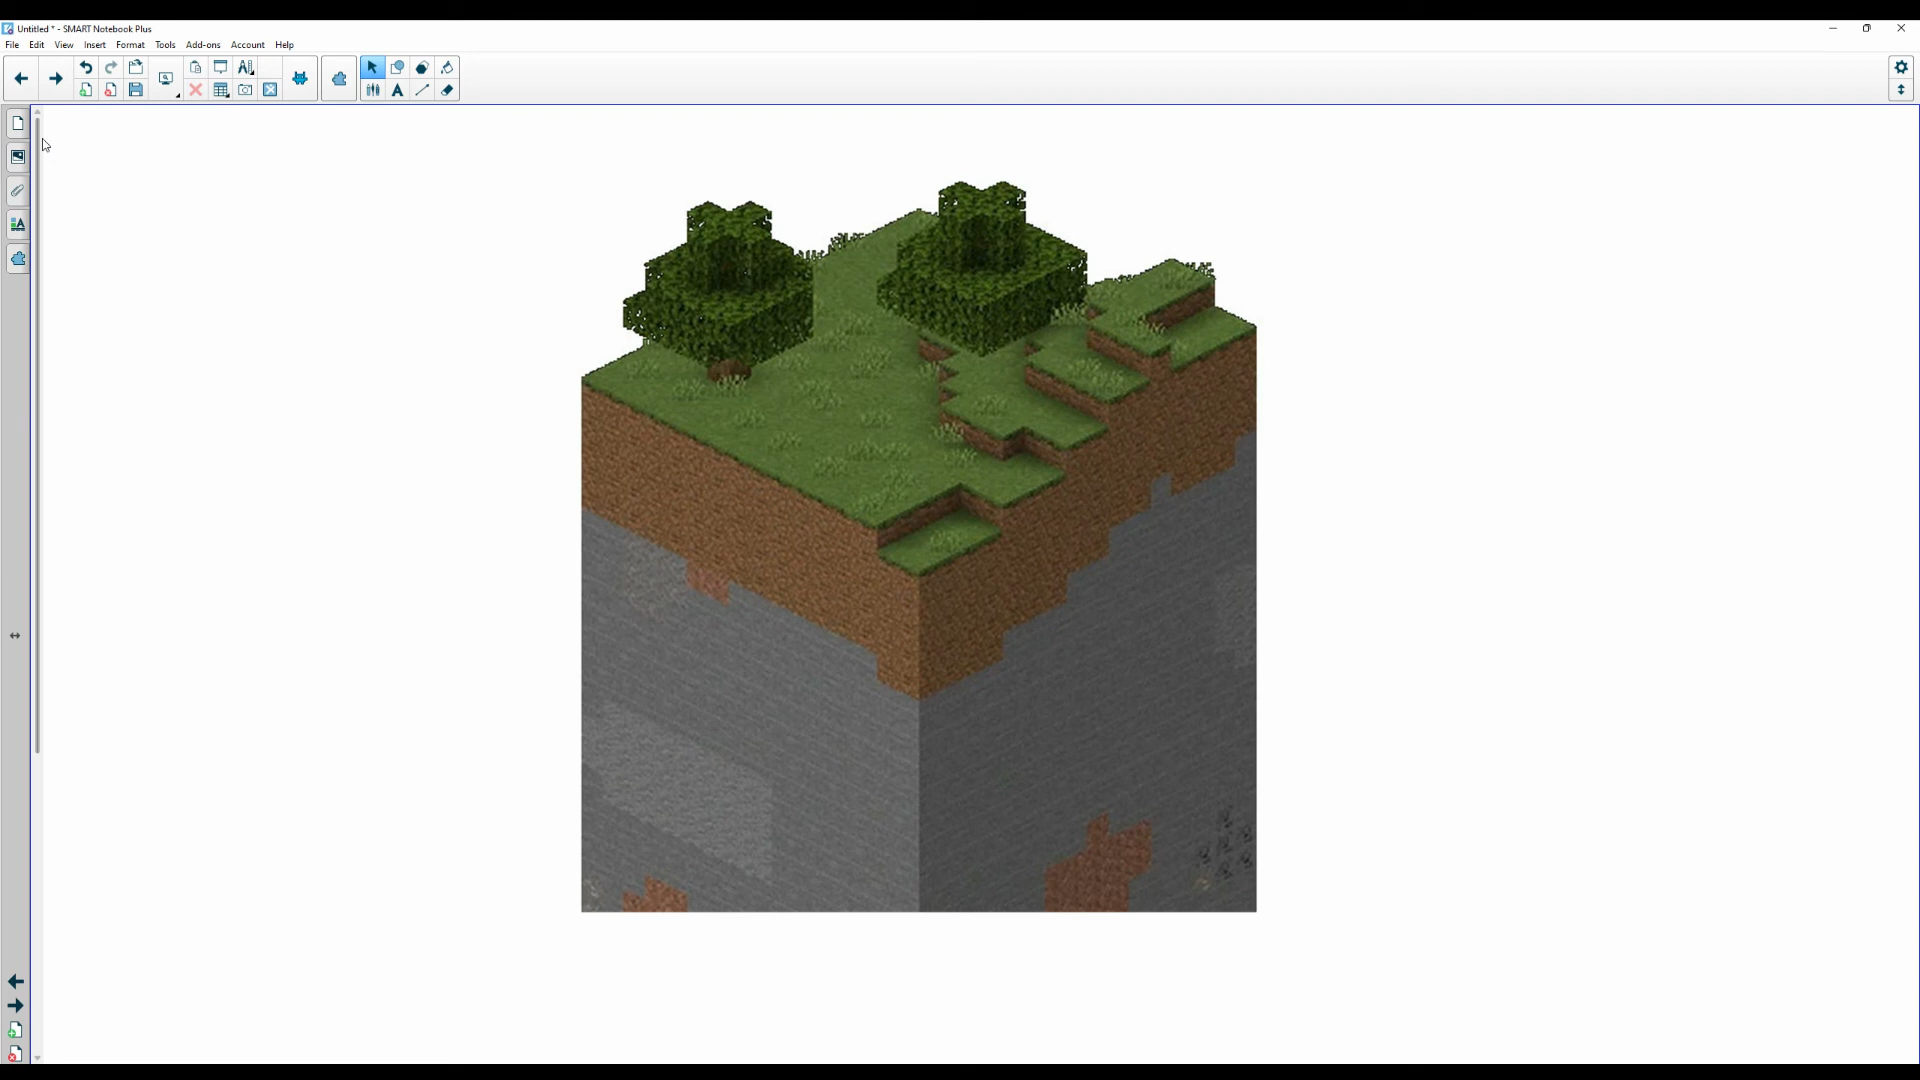 Untitled * - SMART Notebook Plus
File Edit View Insert Format Tools Add-ons Account Help